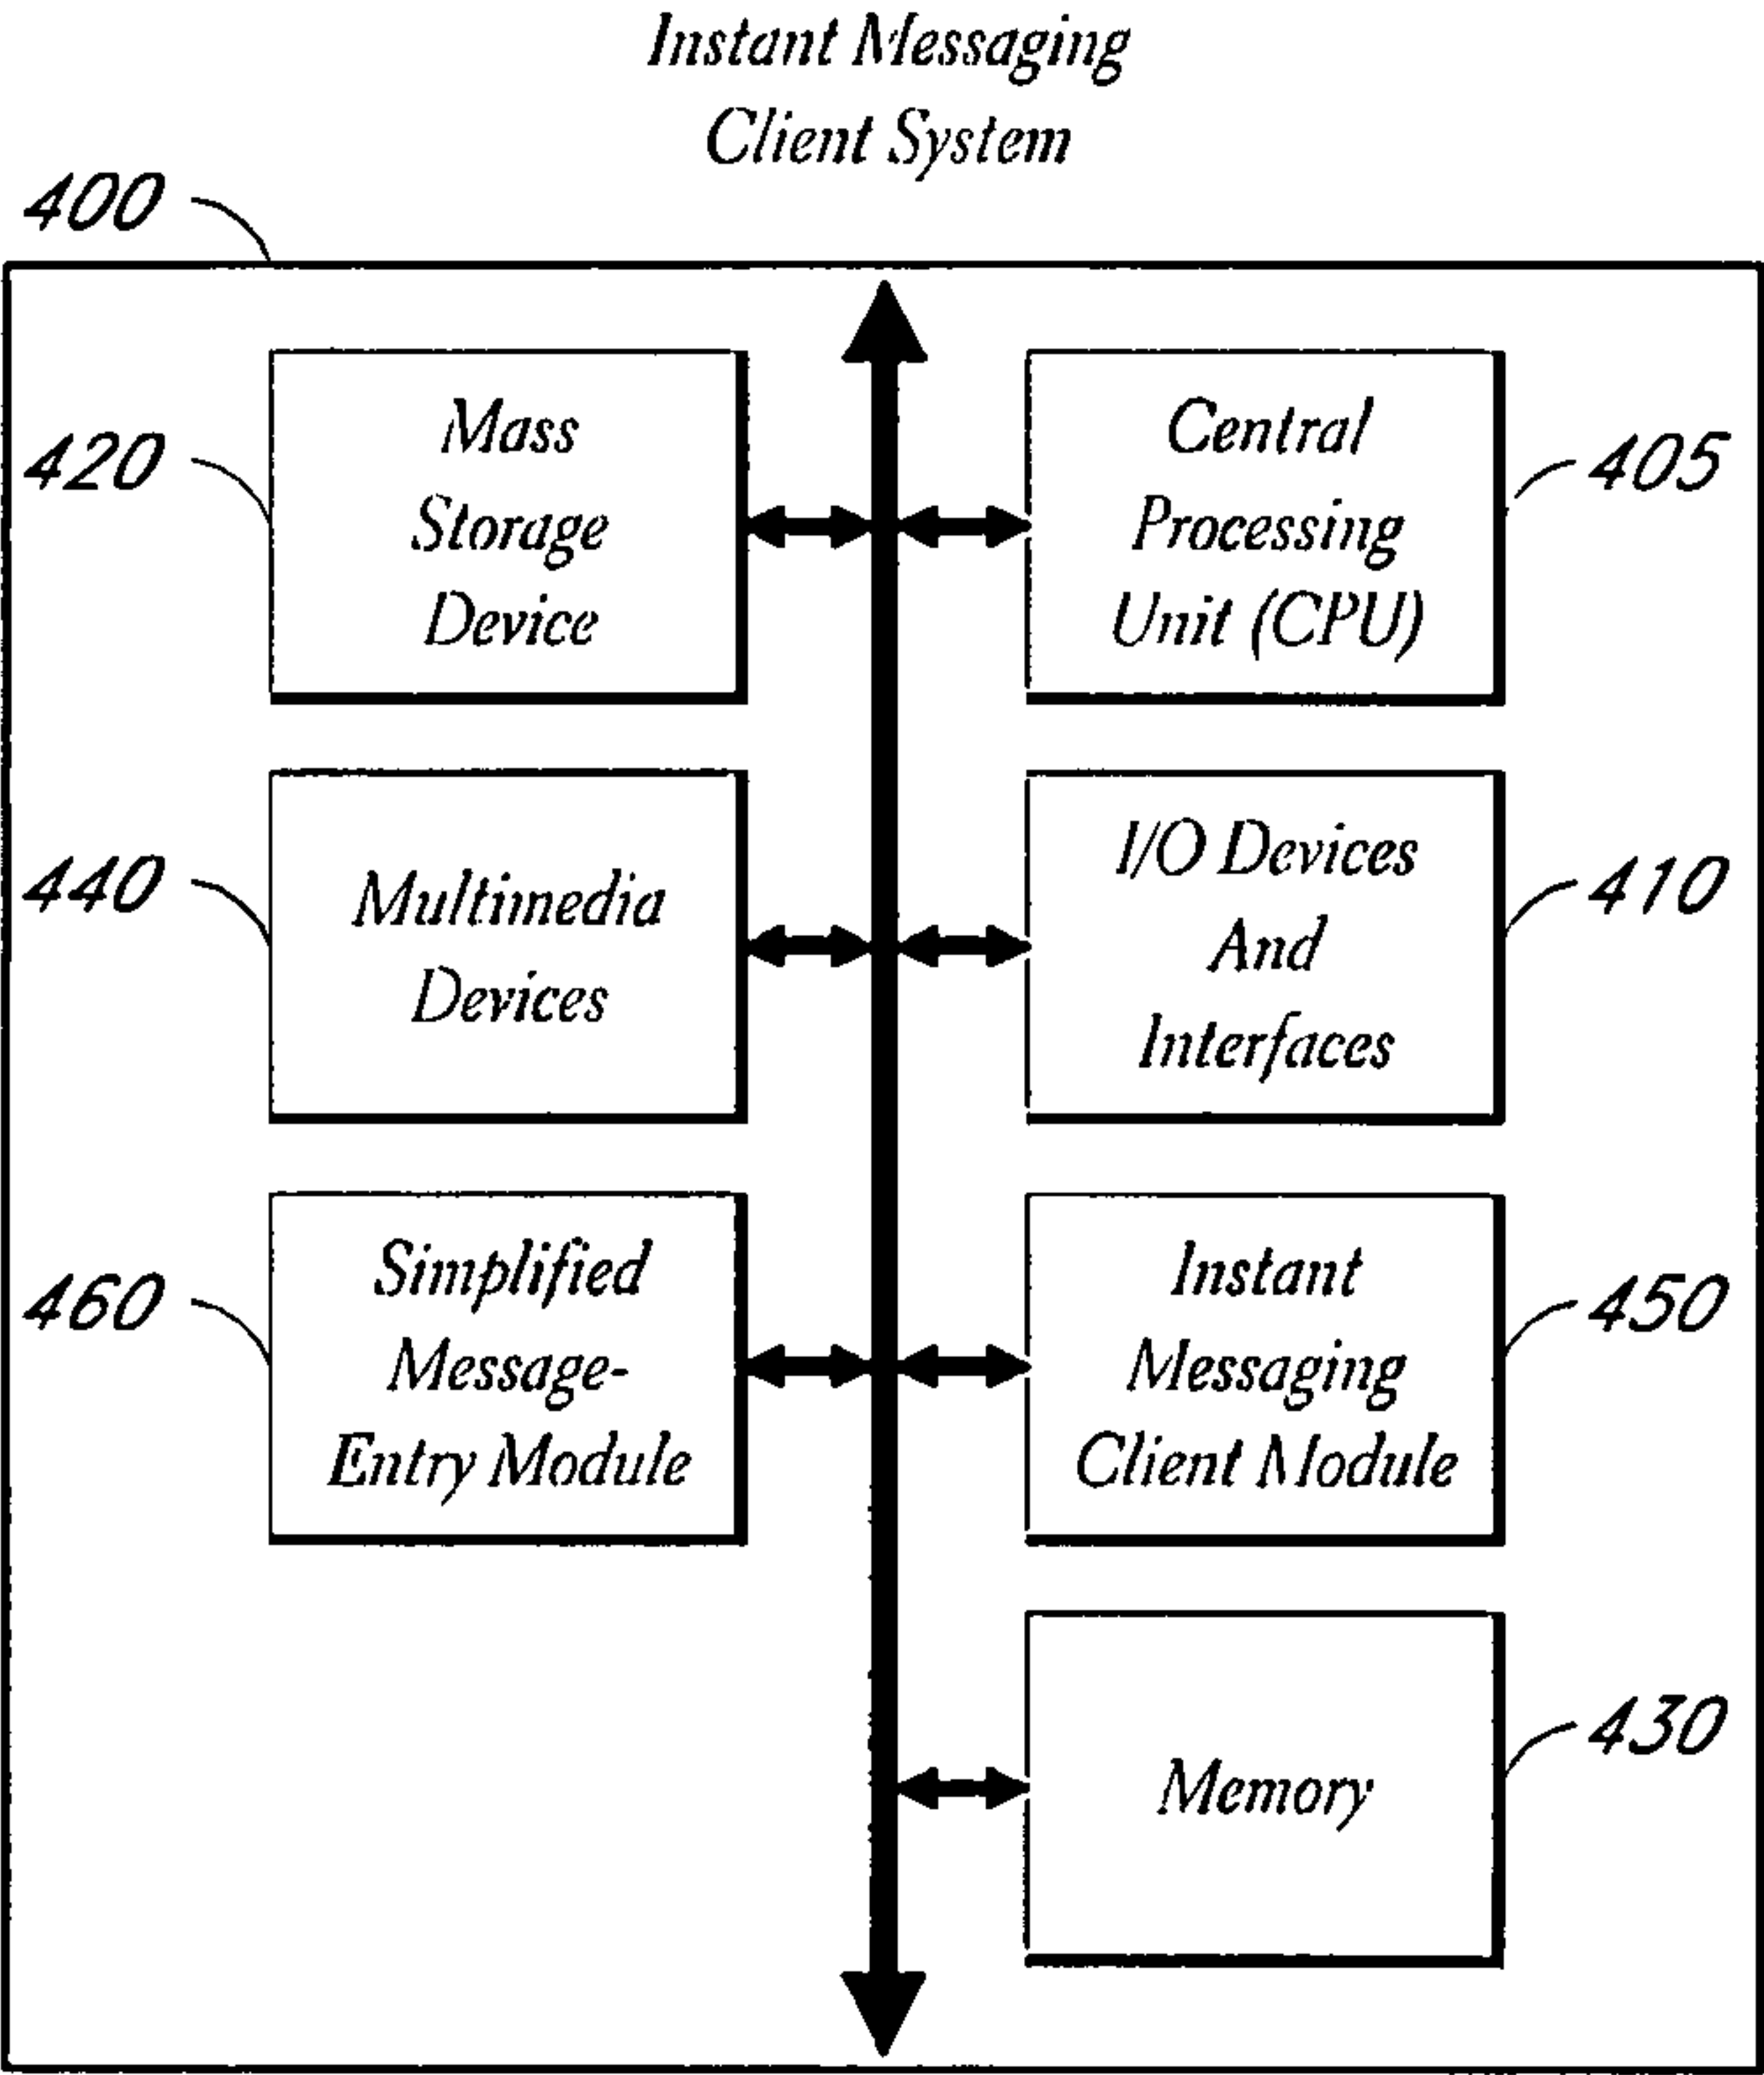 Instant Messaging
Client System
400
420
Mass
Storage
Device
Central
Processing
Unit (CPU)
405
440
Multimedia
Devices
I/O Devices
And
Interfaces
410
460
Simplified
Message-
Entry Module
Instant
Messaging
Client Module
450
Memory
430